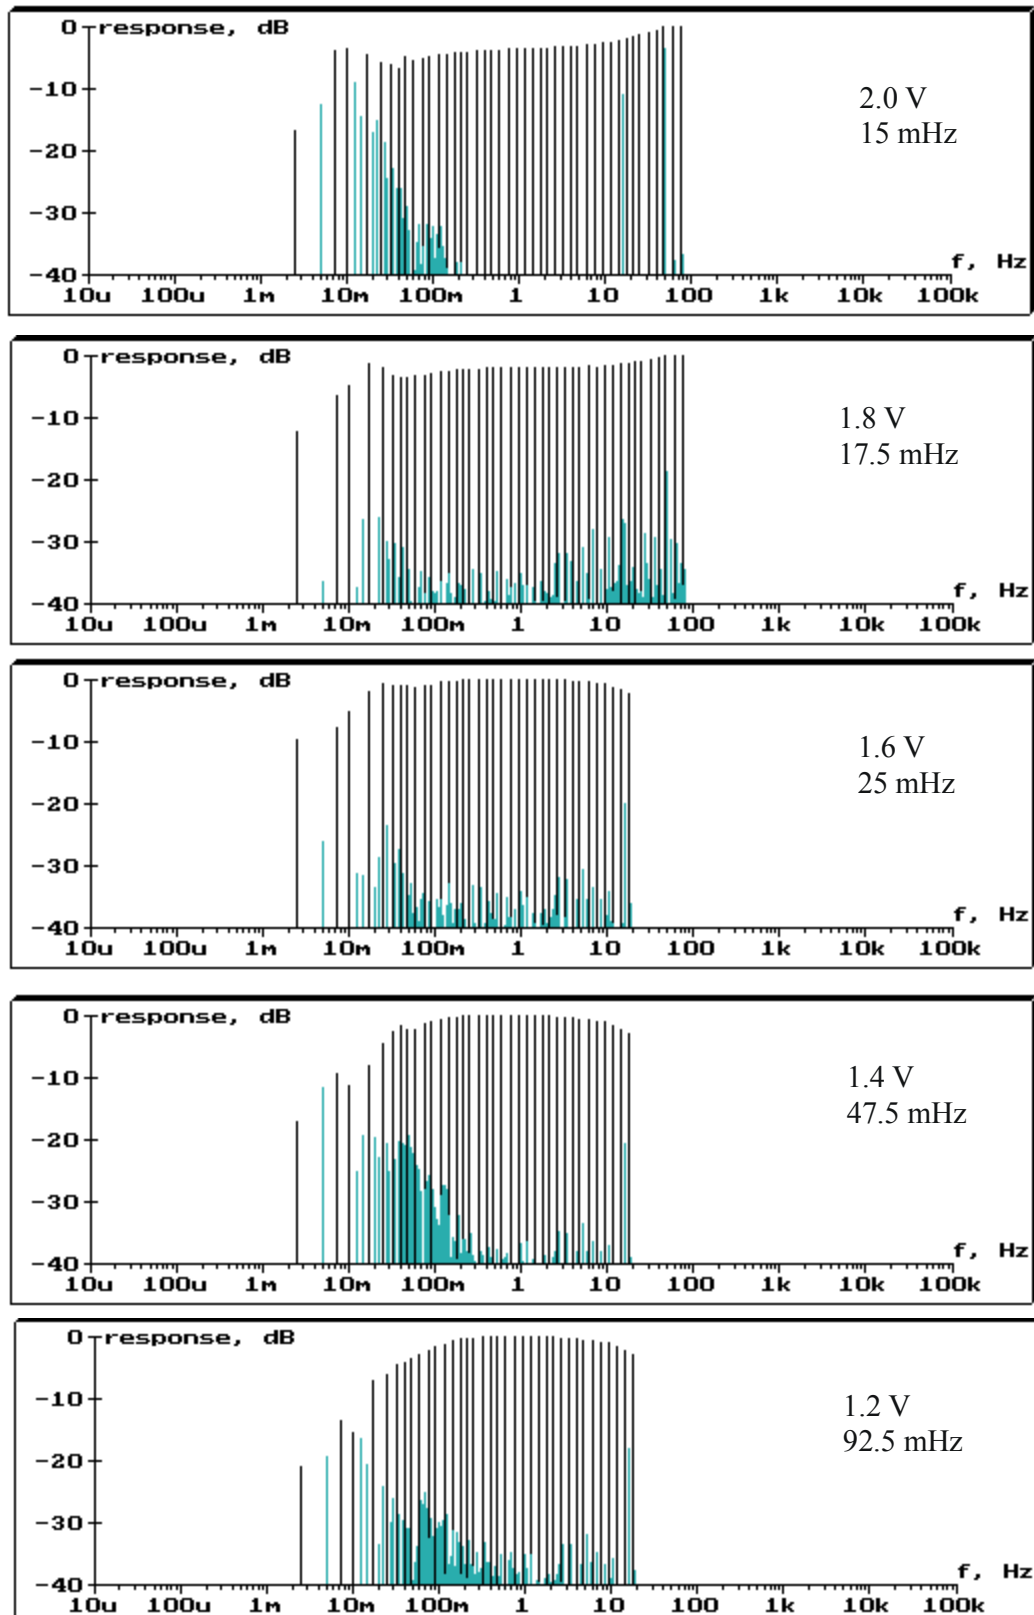 0 response, dB
-10
2.0 V
15 mHz
-20
-30
-40
f, Hz
10u 100u 1m 10m 100m 1 10 100 1k 10k 100k
0 response, dB
-10
1.8 V
17.5 mHz
-20
-30
-40
f, Hz
10u 100u 1m 10m 100m 1 10 100 1k 10k 100k
0 response, dB
-10
1.6 V
25 mHz
-20
-30
-40
f, Hz
10u 100u 1m 10m 100m 1 10 100 1k 10k 100k
0 response, dB
-10
1.4 V
47.5 mHz
-20
-30
-40
f, Hz
10u 100u 1m 10m 100m 1 10 100 1k 10k 100k
0 response, dB
-10
1.2 V
92.5 mHz
-20
-30
-40
f, Hz
10u 100u 1m 10m 100m 1 10 100 1k 10k 100k